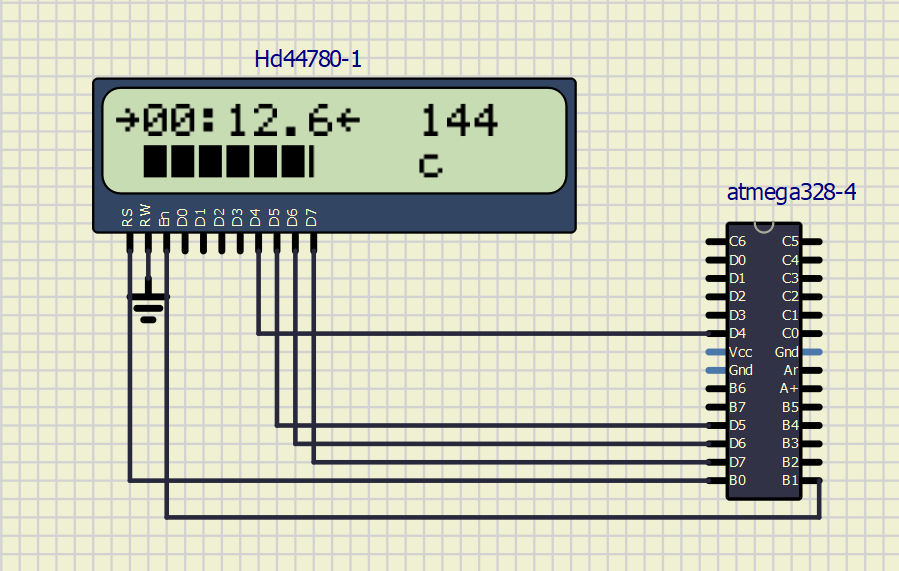 Hd44780-1
→00:12.6← 144
c
RS RW En D0 D1 D2 D3 D4 D5 D6 D7
atmega328-4
C6 C5
D0 C4
D1 C3
D2 C2
D3 C1
D4 C0
Vcc Gnd
Gnd Ar
B6 A+
B7 B5
D5 B4
D6 B3
D7 B2
B0 B1